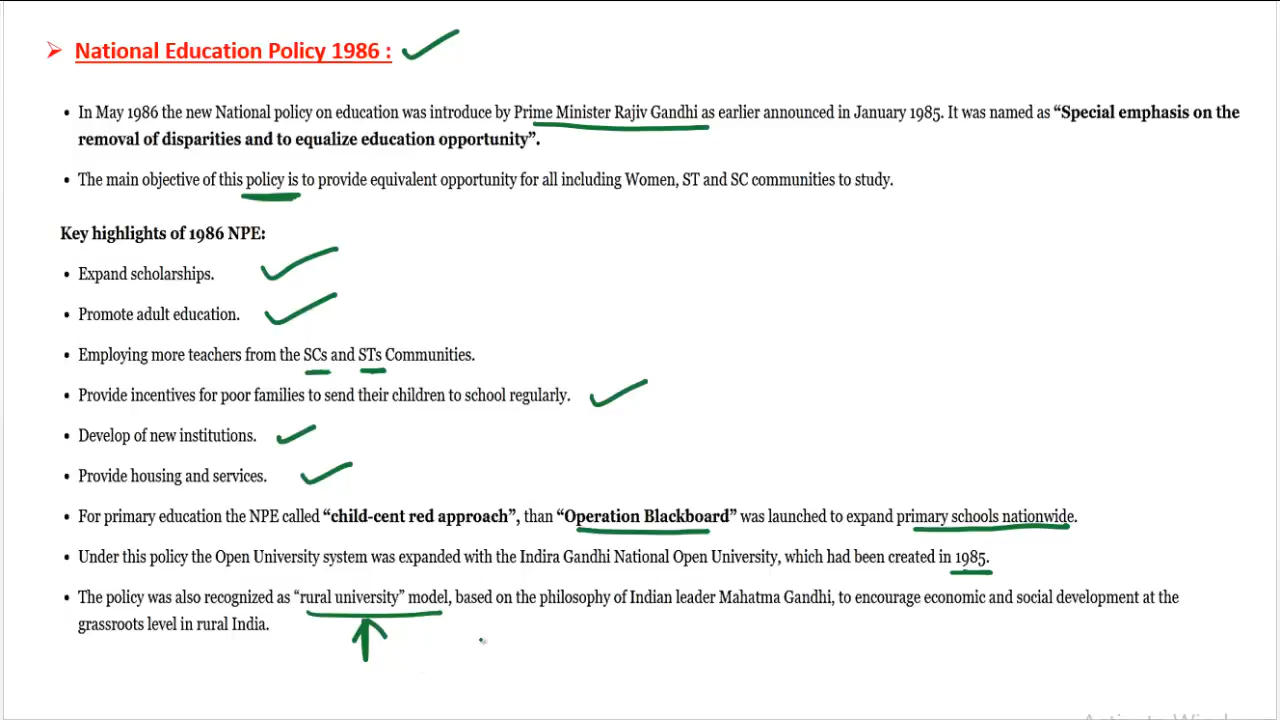 ➢ National Education Policy 1986 :
• In May 1986 the new National policy on education was introduce by Prime Minister Rajiv Gandhi as earlier announced in January 1985. It was named as “Special emphasis on the
removal of disparities and to equalize education opportunity”.
• The main objective of this policy is to provide equivalent opportunity for all including Women, ST and SC communities to study.
Key highlights of 1986 NPE:
• Expand scholarships.
• Promote adult education.
• Employing more teachers from the SCs and STs Communities.
• Provide incentives for poor families to send their children to school regularly.
• Develop of new institutions.
• Provide housing and services.
• For primary education the NPE called “child-cent red approach”, than “Operation Blackboard” was launched to expand primary schools nationwide.
• Under this policy the Open University system was expanded with the Indira Gandhi National Open University, which had been created in 1985.
• The policy was also recognized as “rural university” model, based on the philosophy of Indian leader Mahatma Gandhi, to encourage economic and social development at the
grassroots level in rural India.